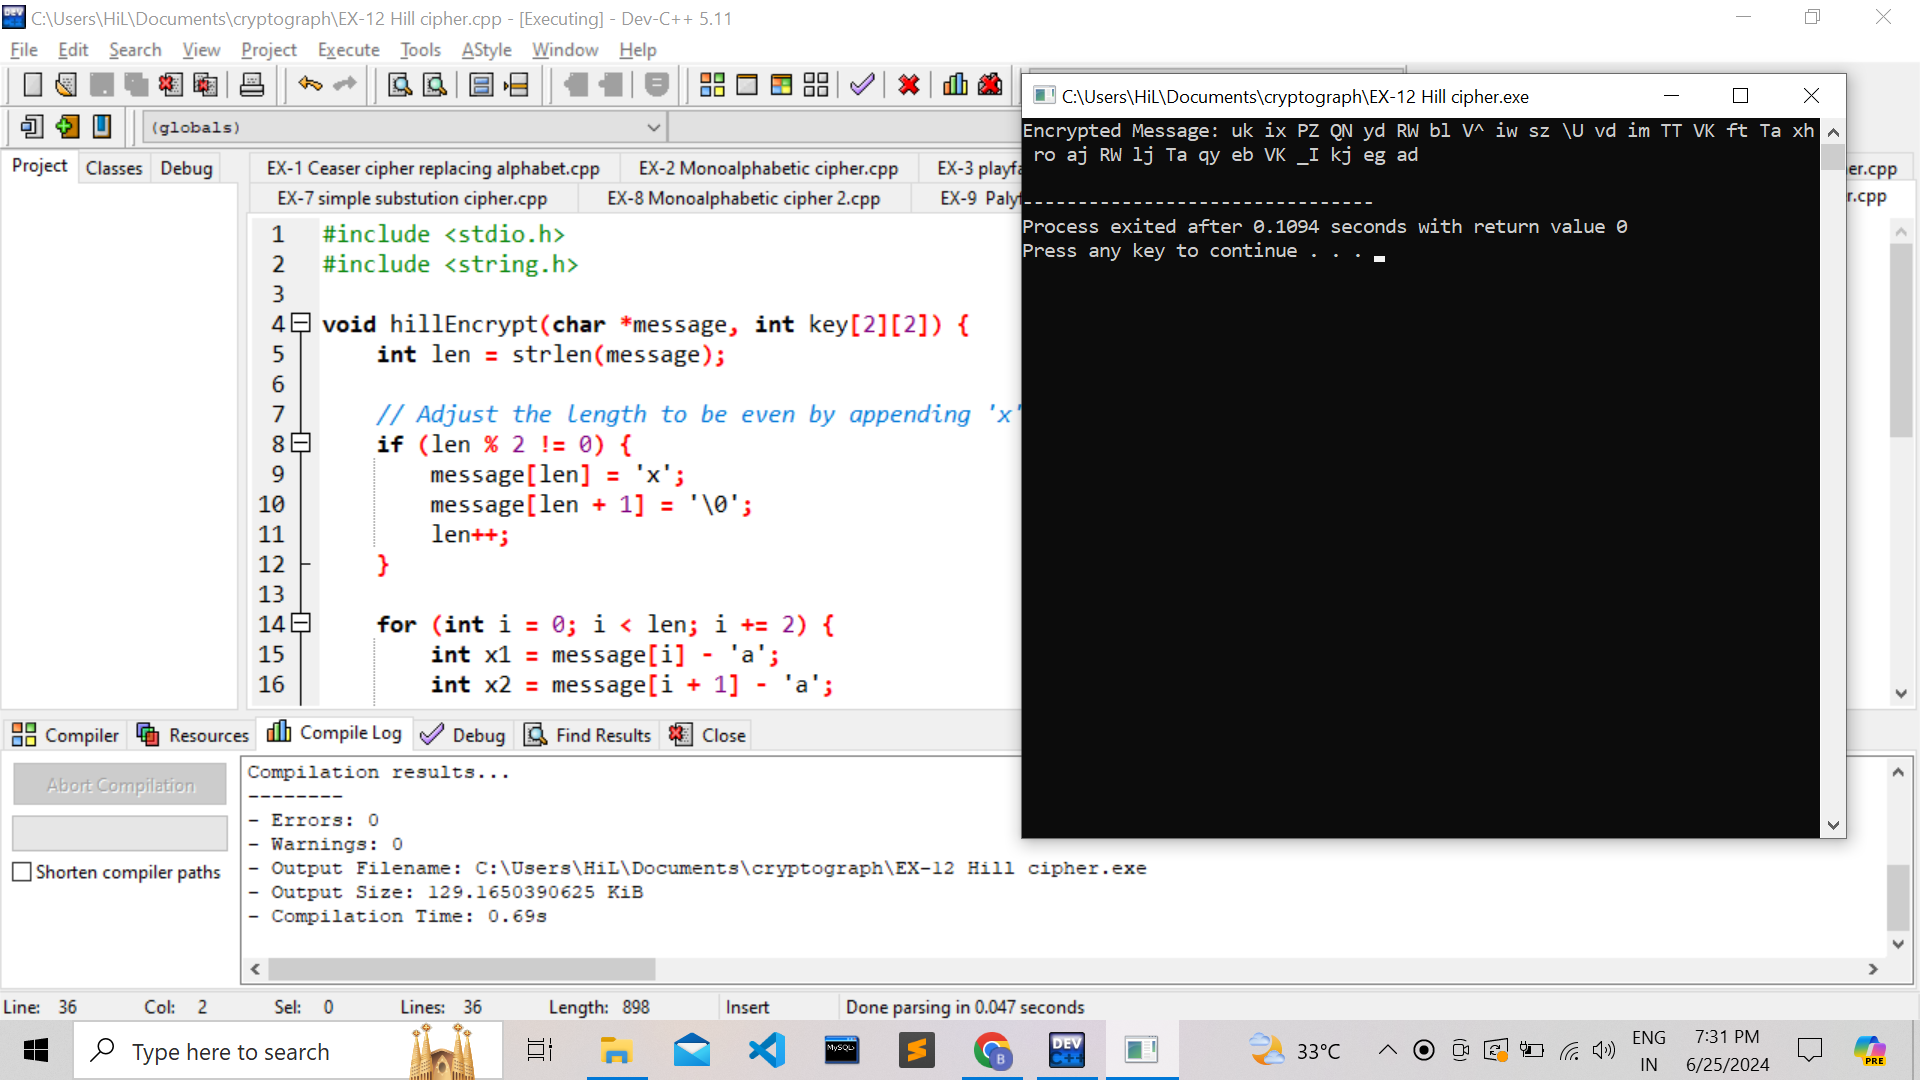 C:\Users\HiL\Documents\cryptograph\EX-12 Hill cipher.cpp - [Executing] - Dev-C++ 5.11
File Edit Search View Project Execute Tools AStyle Window Help
(globals)
Project Classes Debug
EX-1 Ceaser cipher replacing alphabet.cpp EX-2 Monoalphabetic cipher.cpp EX-3 playfa er.cpp
EX-7 simple substution cipher.cpp EX-8 Monoalphabetic cipher 2.cpp EX-9 Palyf r.cpp
1 #include <stdio.h>
2 #include <string.h>
3
4 void hillEncrypt(char *message, int key[2][2]) {
5 int len = strlen(message);
6
7 // Adjust the length to be even by appending 'x'
8 if (len % 2 != 0) {
9 message[len] = 'x';
10 message[len + 1] = '\0';
11 len++;
12 }
13
14 for (int i = 0; i < len; i += 2) {
15 int x1 = message[i] - 'a';
16 int x2 = message[i + 1] - 'a';
C:\Users\HiL\Documents\cryptograph\EX-12 Hill cipher.exe
Encrypted Message: uk ix PZ QN yd RW bl V^ iw sz \U vd im TT VK ft Ta xh
ro aj RW lj Ta qy eb VK _I kj eg ad
--------------------------------
Process exited after 0.1094 seconds with return value 0
Press any key to continue . . .
Compiler Resources Compile Log Debug Find Results Close
Abort Compilation
Shorten compiler paths
Compilation results...
--------
- Errors: 0
- Warnings: 0
- Output Filename: C:\Users\HiL\Documents\cryptograph\EX-12 Hill cipher.exe
- Output Size: 129.1650390625 KiB
- Compilation Time: 0.69s
Line: 36 Col: 2 Sel: 0 Lines: 36 Length: 898 Insert Done parsing in 0.047 seconds
Type here to search
MySQL
DEV C++
B
33°C
ENG
IN
7:31 PM
6/25/2024
PRE